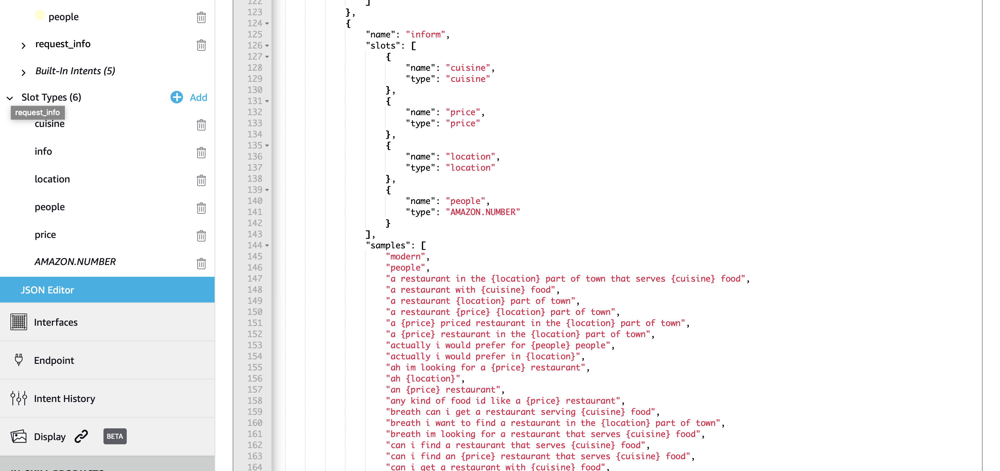 people
request_info
Built-In Intents (5)
Slot Types (6)
Add
request_info
cuisine
info
location
people
price
AMAZON.NUMBER
JSON Editor
Interfaces
Endpoint
Intent History
Display BETA
IN-SKILL PRODUCTS
122 ]
123 },
124 {
125 "name": "inform",
126 "slots": [
127 {
128 "name": "cuisine",
129 "type": "cuisine"
130 },
131 {
132 "name": "price",
133 "type": "price"
134 },
135 {
136 "name": "location",
137 "type": "location"
138 },
139 {
140 "name": "people",
141 "type": "AMAZON.NUMBER"
142 }
143 ],
144 "samples": [
145 "modern",
146 "people",
147 "a restaurant in the {location} part of town that serves {cuisine} food",
148 "a restaurant with {cuisine} food",
149 "a restaurant {location} part of town",
150 "a restaurant {price} {location} part of town",
151 "a {price} priced restaurant in the {location} part of town",
152 "a {price} restaurant in the {location} part of town",
153 "actually i would prefer for {people} people",
154 "actually i would prefer in {location}",
155 "ah im looking for a {price} restaurant",
156 "ah {location}",
157 "an {price} restaurant",
158 "any kind of food id like a {price} restaurant",
159 "breath can i get a restaurant serving {cuisine} food",
160 "breath i want to find a restaurant in the {location} part of town",
161 "breath im looking for a restaurant that serves {cuisine} food",
162 "can i find a restaurant that serves {cuisine} food",
163 "can i find an {price} restaurant that serves {cuisine} food",
164 "can i get a restaurant with {cuisine} food",